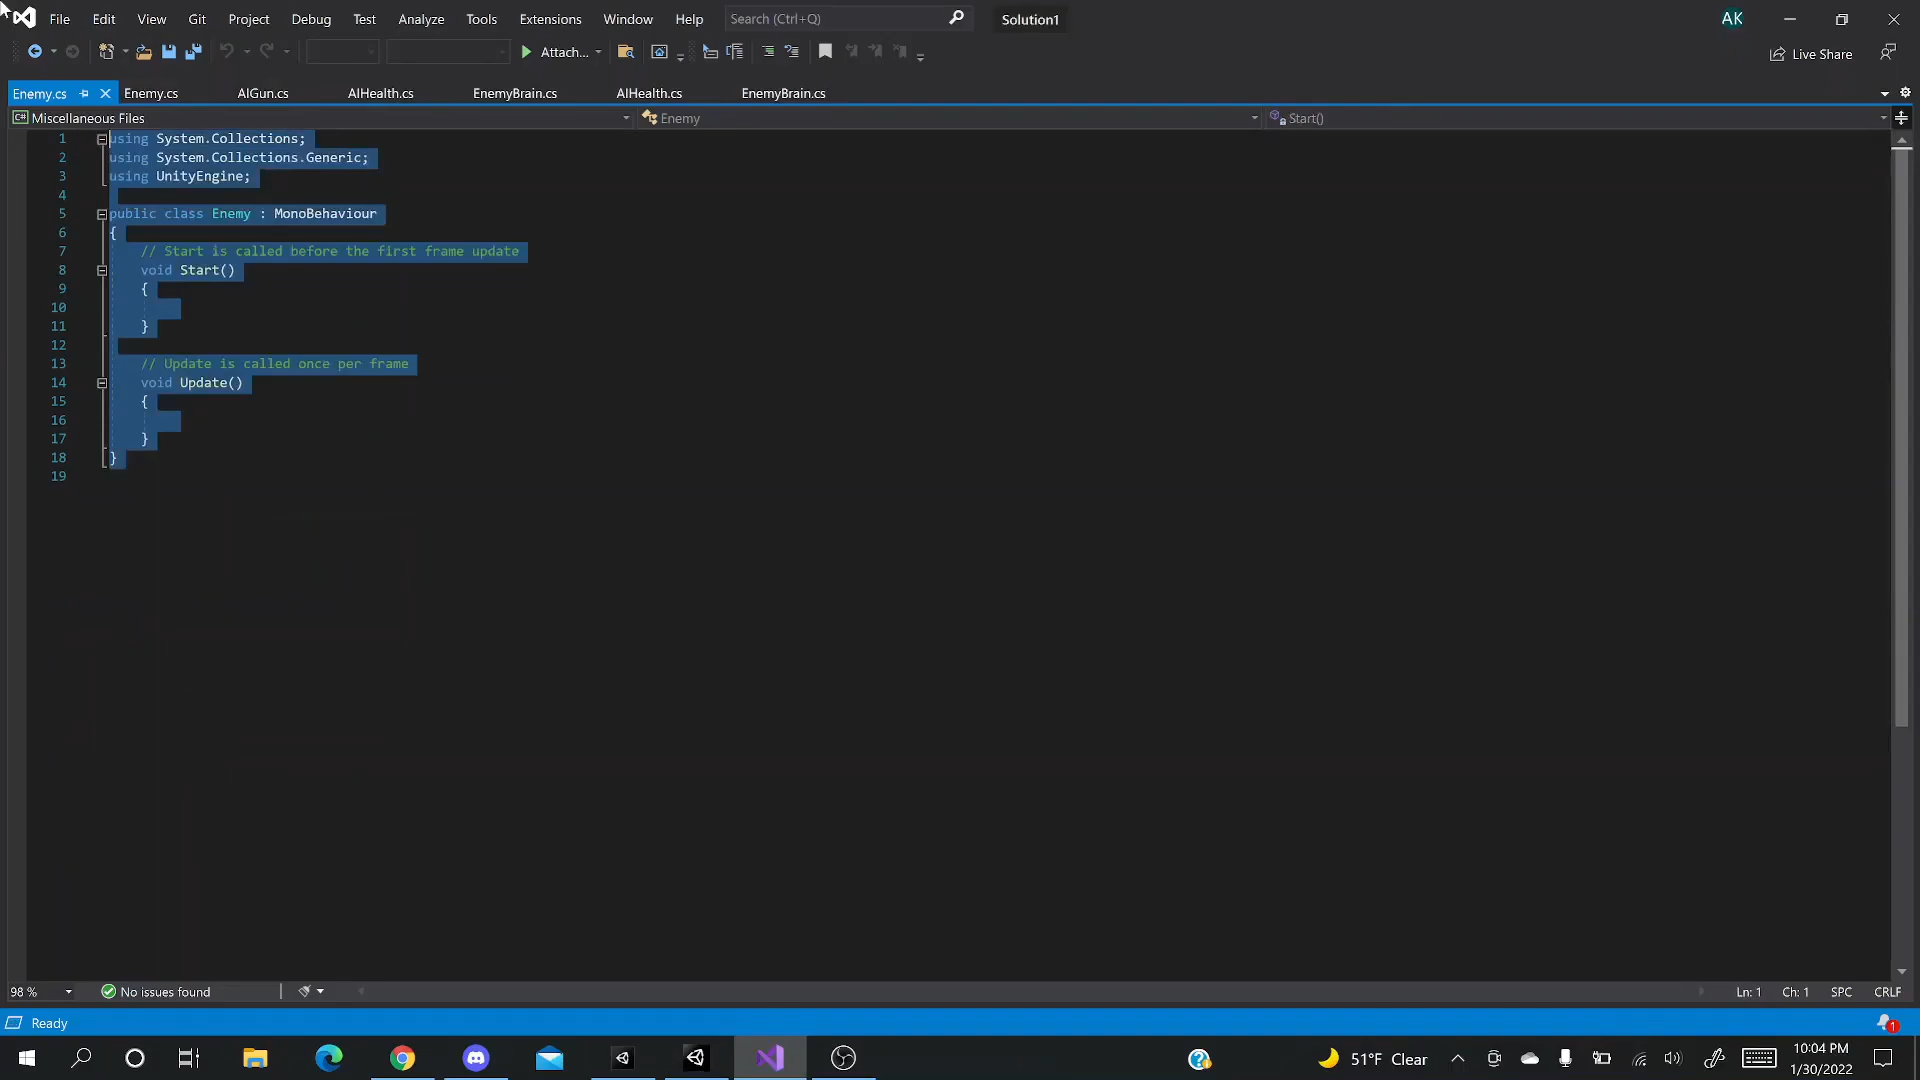 File Edit View Git Project Debug Test Analyze Tools Extensions Window Help Search (Ctrl+Q) Solution1 AK
Attach... Live Share
Enemy.cs Enemy.cs AIGun.cs AIHealth.cs EnemyBrain.cs AIHealth.cs EnemyBrain.cs
C# Miscellaneous Files Enemy Start()
1 using System.Collections;
2 using System.Collections.Generic;
3 using UnityEngine;
4
5 public class Enemy : MonoBehaviour
6 {
7 // Start is called before the first frame update
8 void Start()
9 {
10
11 }
12
13 // Update is called once per frame
14 void Update()
15 {
16
17 }
18 }
19
98 % No issues found Ln: 1 Ch: 1 SPC CRLF
Ready 1
51°F Clear 10:04 PM
1/30/2022